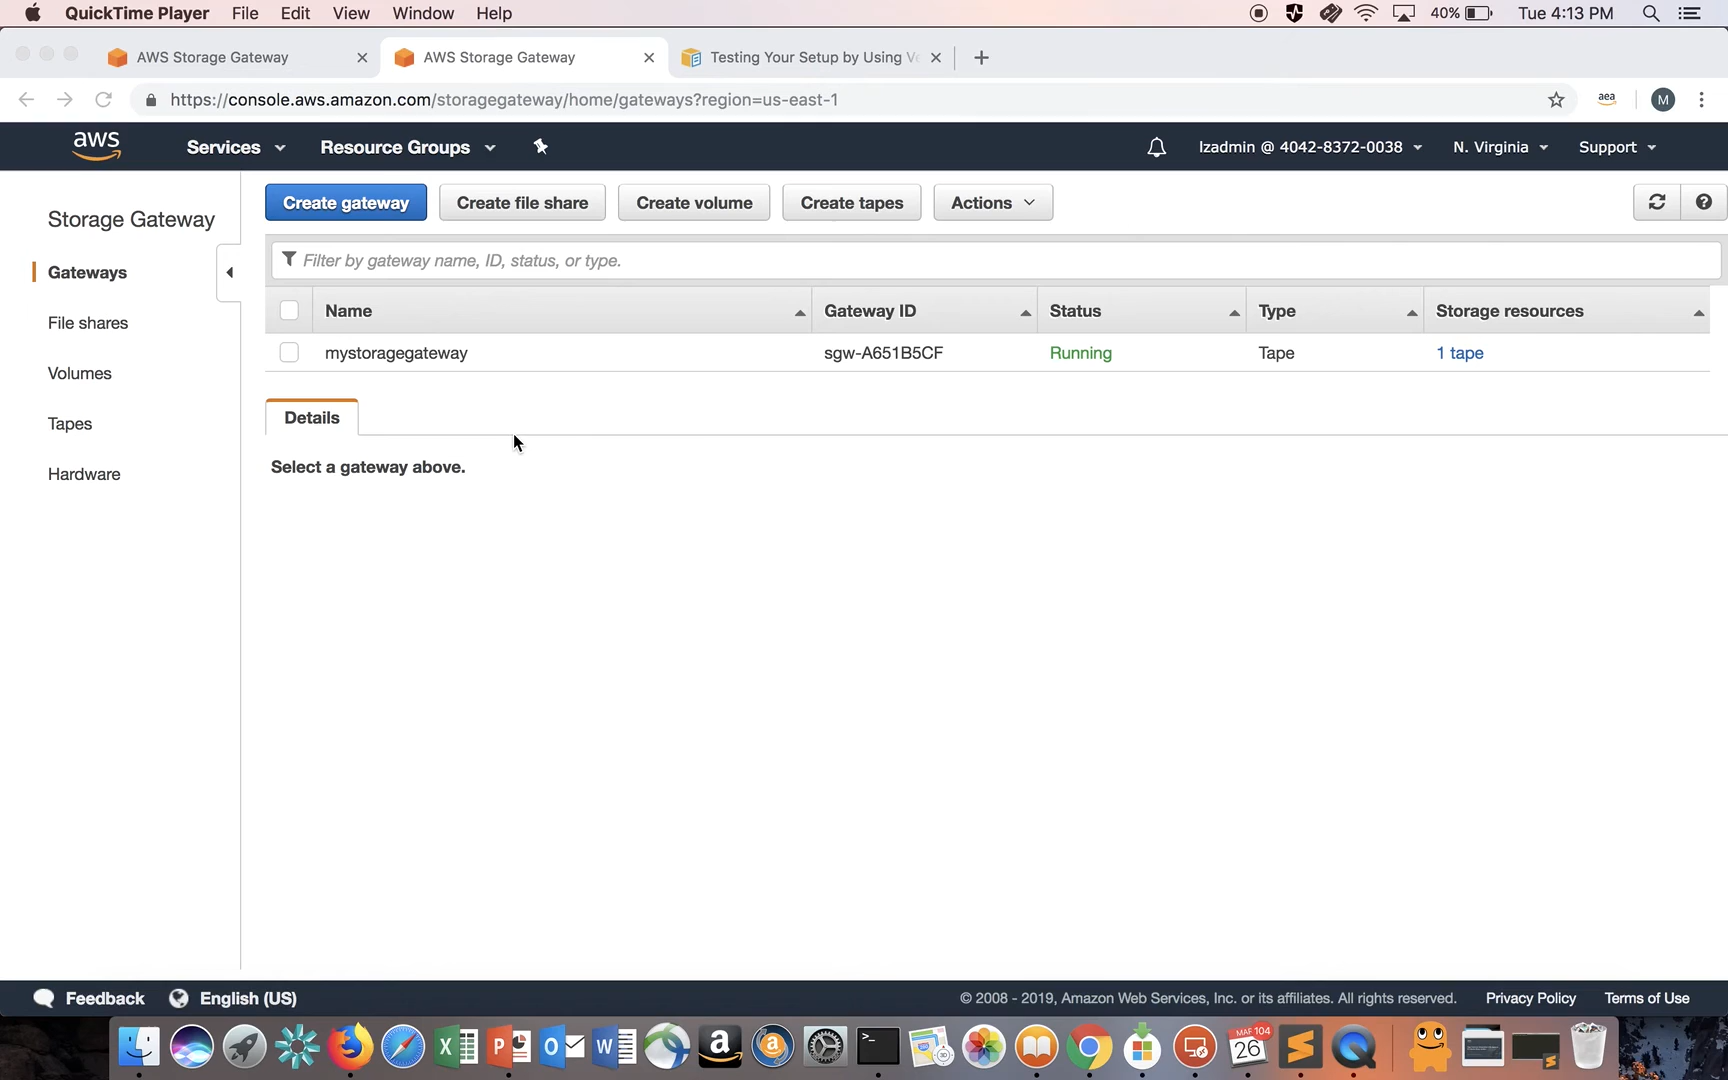 QuickTime Player File Edit View Window Help 40% Tue 4:13 PM
AWS Storage Gateway AWS Storage Gateway Testing Your Setup by Using Ve
https://console.aws.amazon.com/storagegateway/home/gateways?region=us-east-1 aea M
aws Services Resource Groups lzadmin @ 4042-8372-0038 N. Virginia Support
Storage Gateway
Gateways
File shares
Volumes
Tapes
Hardware
Create gateway Create file share Create volume Create tapes Actions
Filter by gateway name, ID, status, or type.
Name Gateway ID Status Type Storage resources
mystoragegateway sgw-A651B5CF Running Tape 1 tape
Details
Select a gateway above.
Feedback English (US) © 2008 - 2019, Amazon Web Services, Inc. or its affiliates. All rights reserved. Privacy Policy Terms of Use
X P O W a a >_ MAR 104 26 S